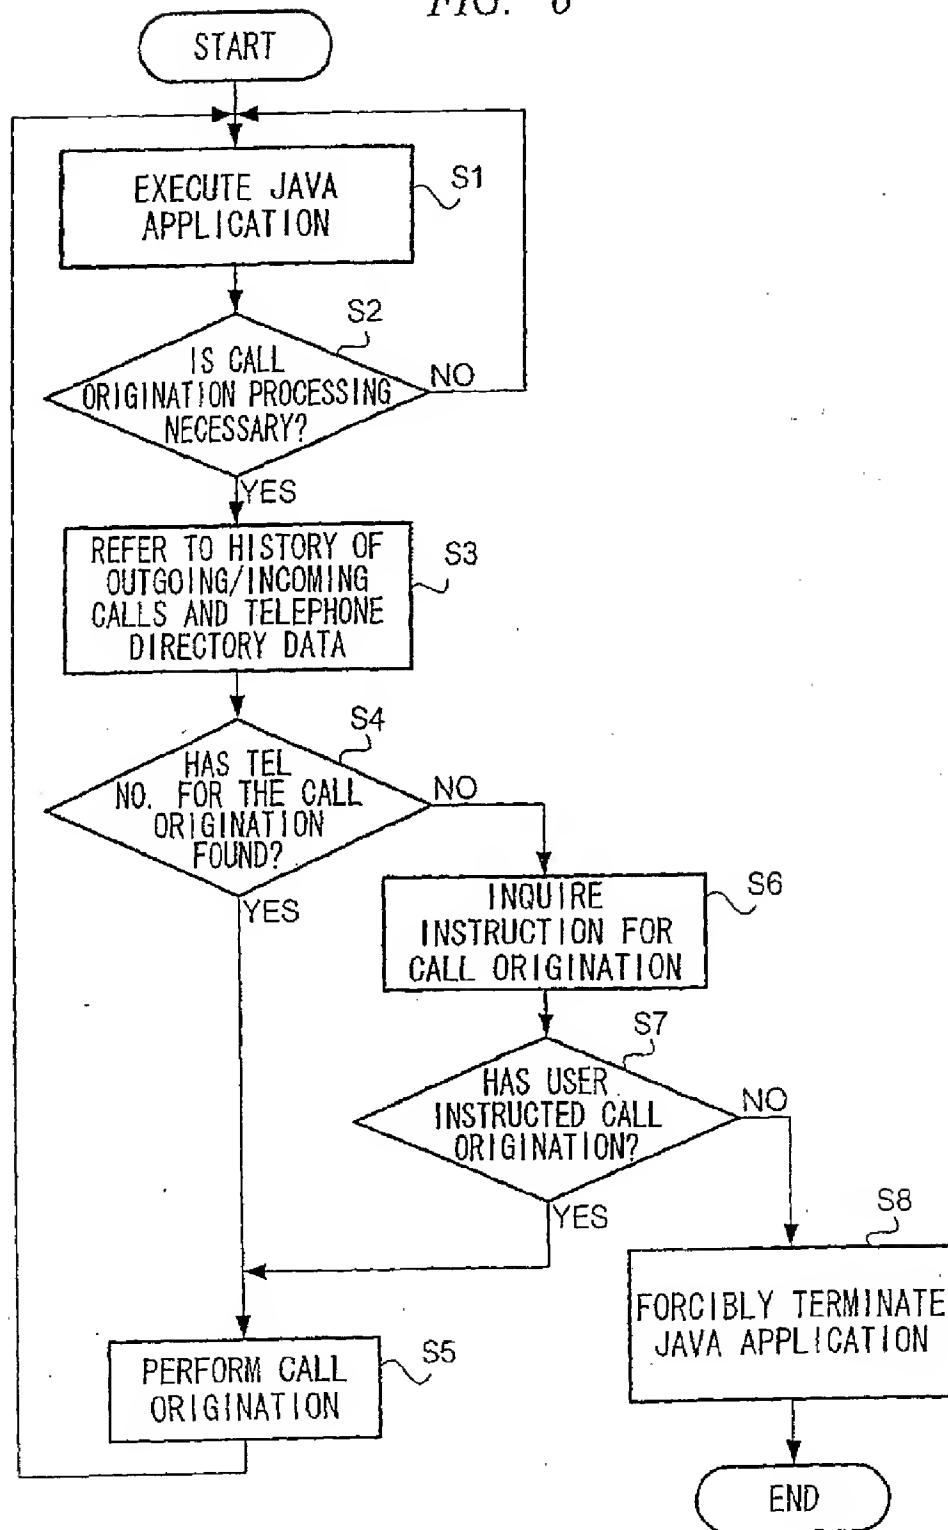 FIG. 6
START
EXECUTE JAVA
APPLICATION
S1
S2
IS CALL
ORIGINATION PROCESSING
NECESSARY?
NO
YES
REFER TO HISTORY OF
OUTGOING/INCOMING
CALLS AND TELEPHONE
DIRECTORY DATA
S3
S4
HAS TEL
NO. FOR THE CALL
ORIGINATION
FOUND?
NO
YES
INQUIRE
INSTRUCTION FOR
CALL ORIGINATION
S6
S7
HAS USER
INSTRUCTED CALL
ORIGINATION?
NO
YES
S8
FORCIBLY TERMINATE
JAVA APPLICATION
PERFORM CALL
ORIGINATION
S5
END